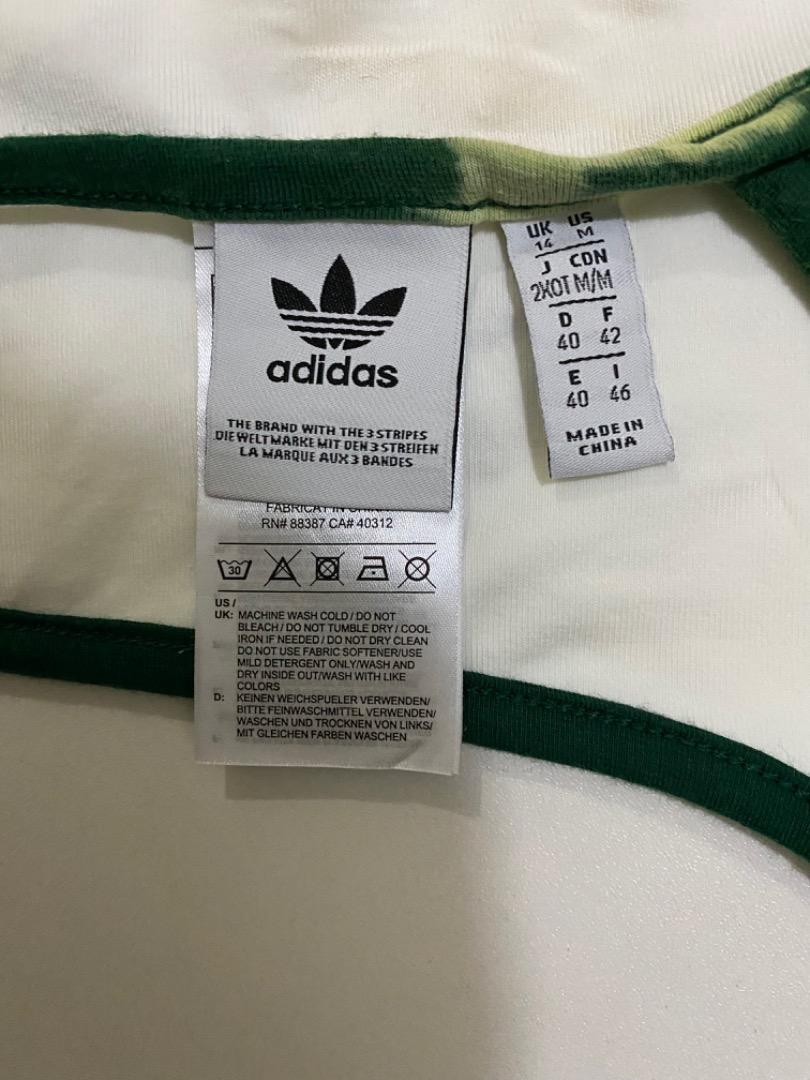 adidas
THE BRAND WITH THE 3 STRIPES
DIE WELTMARKE MIT DEN 3 STREIFEN
LA MARQUE AUX 3 BANDES
RN# 88387 CA# 40312
30
US /
UK: MACHINE WASH COLD / DO NOT
BLEACH / DO NOT TUMBLE DRY / COOL
IRON IF NEEDED / DO NOT DRY CLEAN
DO NOT USE FABRIC SOFTENER/USE
MILD DETERGENT ONLY/WASH AND
DRY INSIDE OUT/WASH WITH LIKE
COLORS
D: KEINEN WEICHSPUELER VERWENDEN/
BITTE FEINWASCHMITTEL VERWENDEN/
WASCHEN UND TROCKNEN VON LINKS/
MIT GLEICHEN FARBEN WASCHEN
UK US
14 M
J CDN
2XOT M/M
D F
40 42
E I
40 46
MADE IN
CHINA